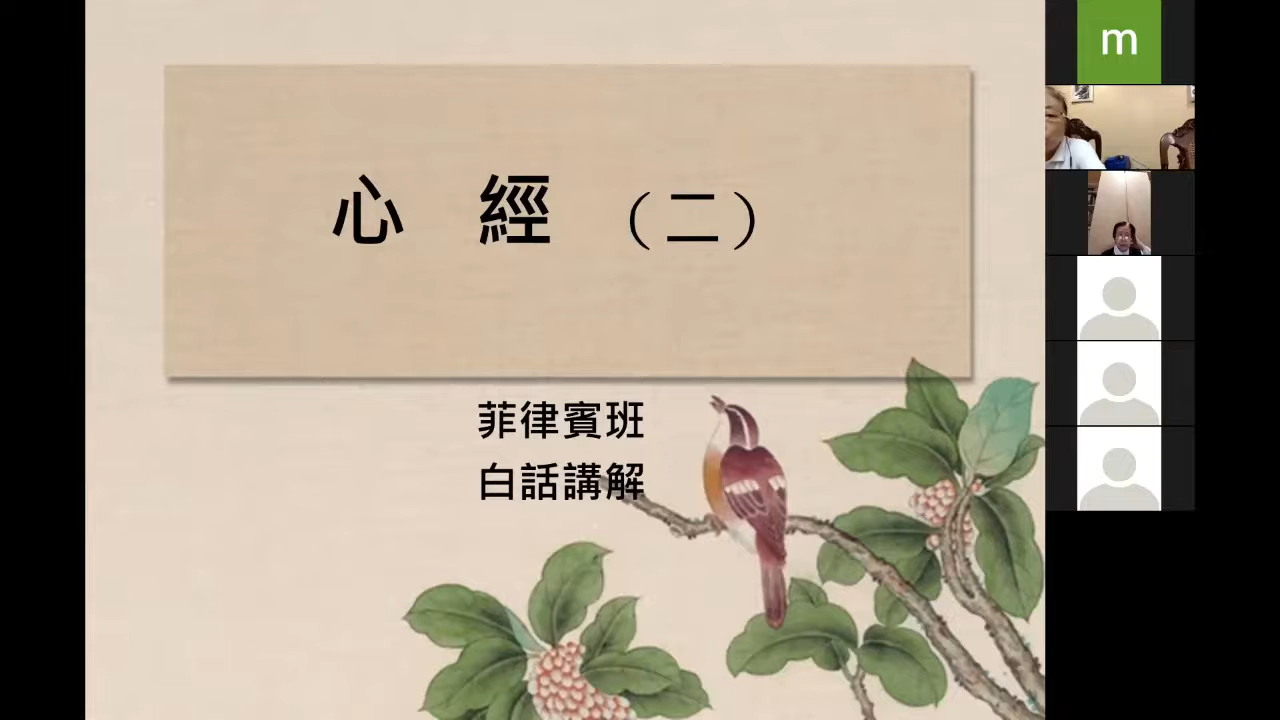 心 經 （二）
菲律賓班
白話講解
m